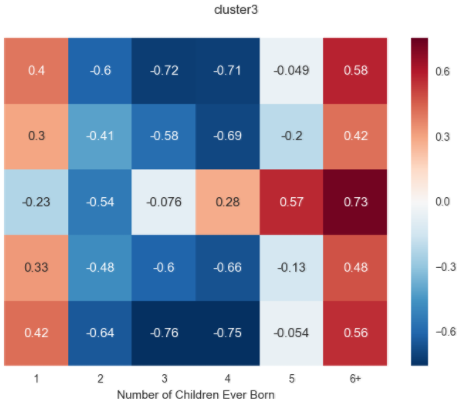 cluster3
0.4 -0.6 -0.72 -0.71 -0.049 0.58
0.3 -0.41 -0.58 -0.69 -0.2 0.42
-0.23 -0.54 -0.076 0.28 0.57 0.73
0.33 -0.48 -0.6 -0.66 -0.13 0.48
0.42 -0.64 -0.76 -0.75 -0.054 0.56
1 2 3 4 5 6+
Number of Children Ever Born
0.6
0.3
0.0
-0.3
-0.6